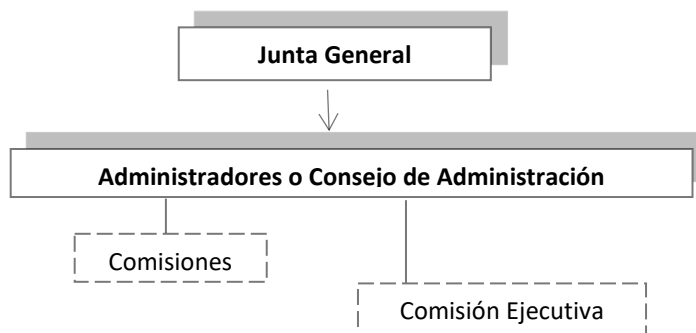 Junta General
Administradores o Consejo de Administración
Comisiones
Comisión Ejecutiva